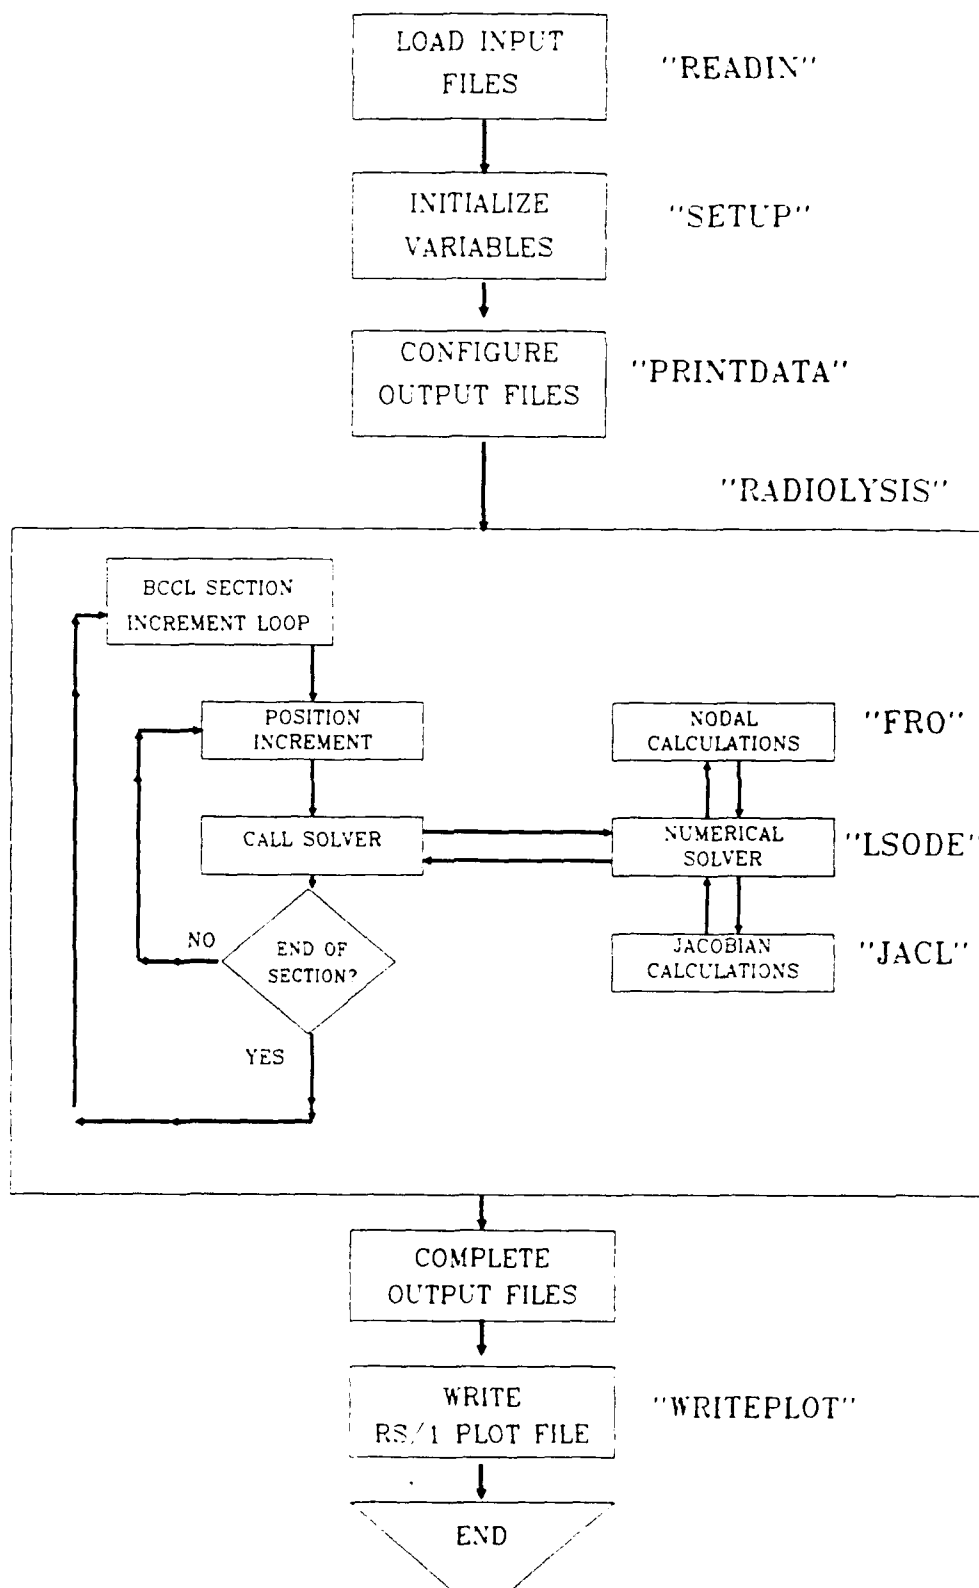 LOAD INPUT
FILES
"READIN"
INITIALIZE
VARIABLES
"SETUP"
CONFIGURE
OUTPUT FILES
"PRINTDATA"
"RADIOLYSIS"
BCCL SECTION
INCREMENT LOOP
POSITION
INCREMENT
NODAL
CALCULATIONS
"FRO"
CALL SOLVER
NUMERICAL
SOLVER
"LSODE"
NO
END OF
SECTION?
JACOBIAN
CALCULATIONS
"JACL"
YES
COMPLETE
OUTPUT FILES
WRITE
RS/1 PLOT FILE
"WRITEPLOT"
END